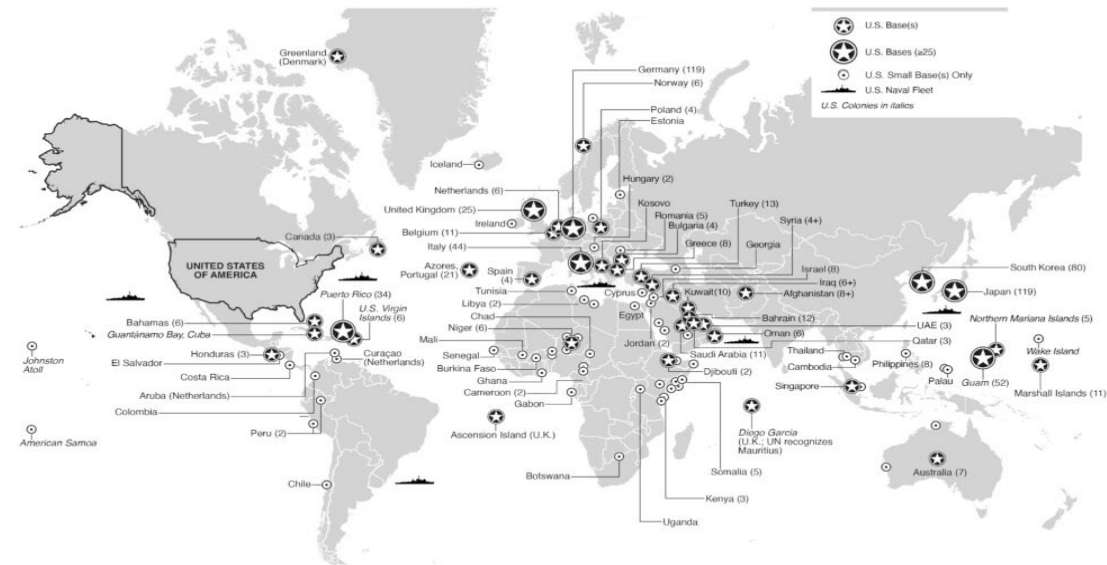 U.S. Base(s)
U.S. Bases (≥25)
U.S. Small Base(s) Only
U.S. Naval Fleet
U.S. Colonies in italics
Greenland
(Denmark)
Germany (119)
Norway (6)
Poland (4)
Estonia
Iceland
Hungary (2)
Netherlands (6)
Kosovo
Turkey (13)
United Kingdom (25)
Romania (5)
Syria (4+)
Ireland
Bulgaria (4)
Belgium (11)
Greece (8)
Georgia
Canada (3)
Italy (44)
UNITED STATES
OF AMERICA
Azores,
Portugal (21)
Spain
(4)
Israel (8)
Iraq (6+)
South Korea (80)
Tunisia
Cyprus
Kuwait(10)
Afghanistan (8+)
Japan (119)
Puerto Rico (34)
Libya (2)
Egypt
U.S. Virgin
Islands (6)
Chad
Bahrain (12)
Northern Mariana Islands (5)
Bahamas (6)
Niger (6)
Oman (6)
UAE (3)
Guantánamo Bay, Cuba
Mali
Jordan (2)
Qatar (3)
Wake Island
Honduras (3)
Curaçao
(Netherlands)
Senegal
Saudi Arabia (11)
Thailand
Johnston
Atoll
El Salvador
Burkina Faso
Djibouti (2)
Cambodia
Philippines (8)
Palau
Guam (52)
Costa Rica
Ghana
Singapore
Marshall Islands (11)
Aruba (Netherlands)
Cameroon (2)
Colombia
Gabon
Peru (2)
Ascension Island (U.K.)
Diego Garcia
(U.K.; UN recognizes
Mauritius)
American Samoa
Botswana
Somalia (5)
Australia (7)
Chile
Kenya (3)
Uganda